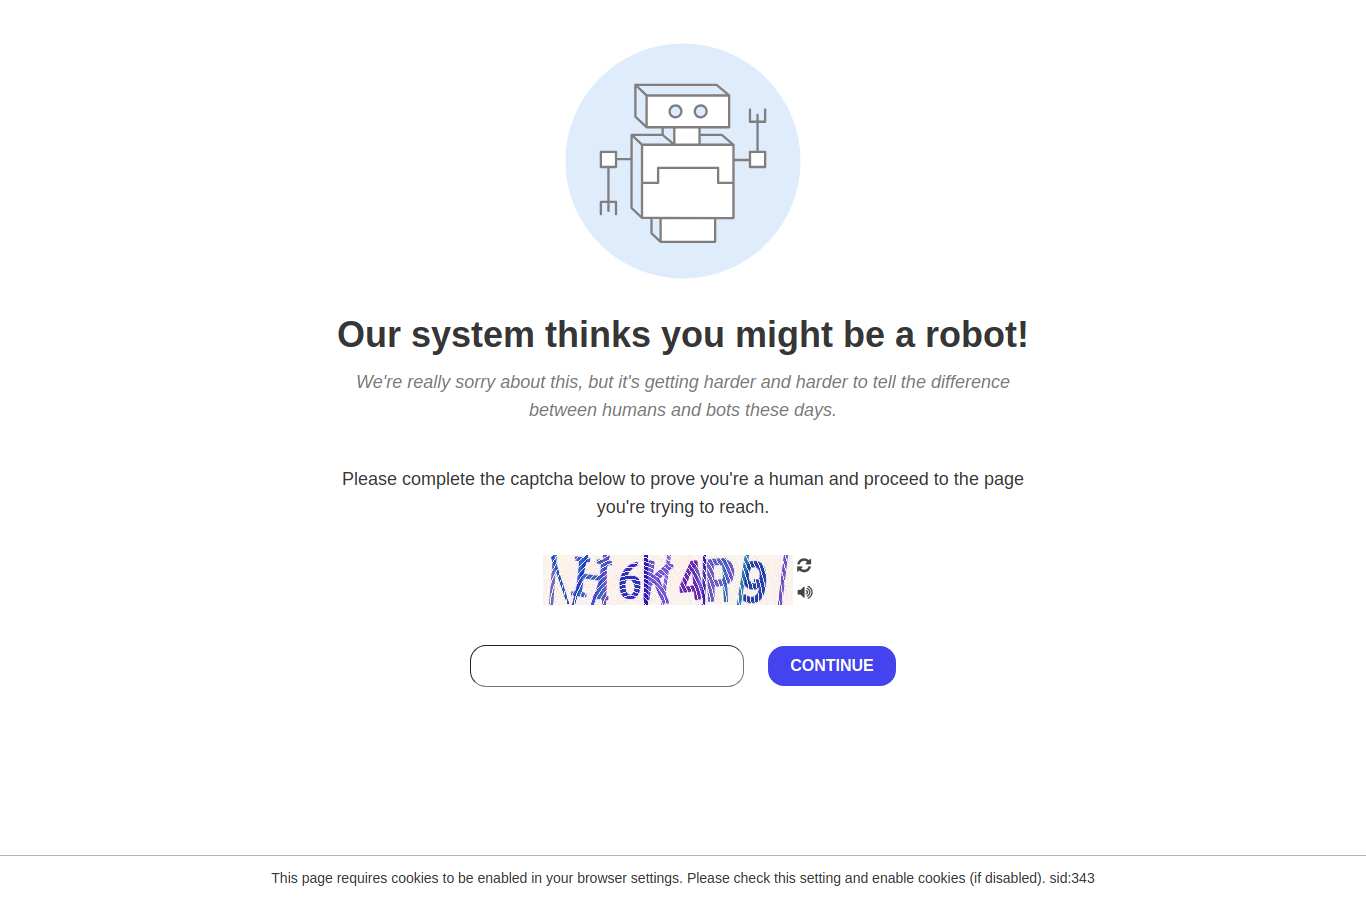 Our system thinks you might be a robot!
We're really sorry about this, but it's getting harder and harder to tell the difference
between humans and bots these days.
Please complete the captcha below to prove you're a human and proceed to the page
you're trying to reach.
CONTINUE
This page requires cookies to be enabled in your browser settings. Please check this setting and enable cookies (if disabled). sid:343